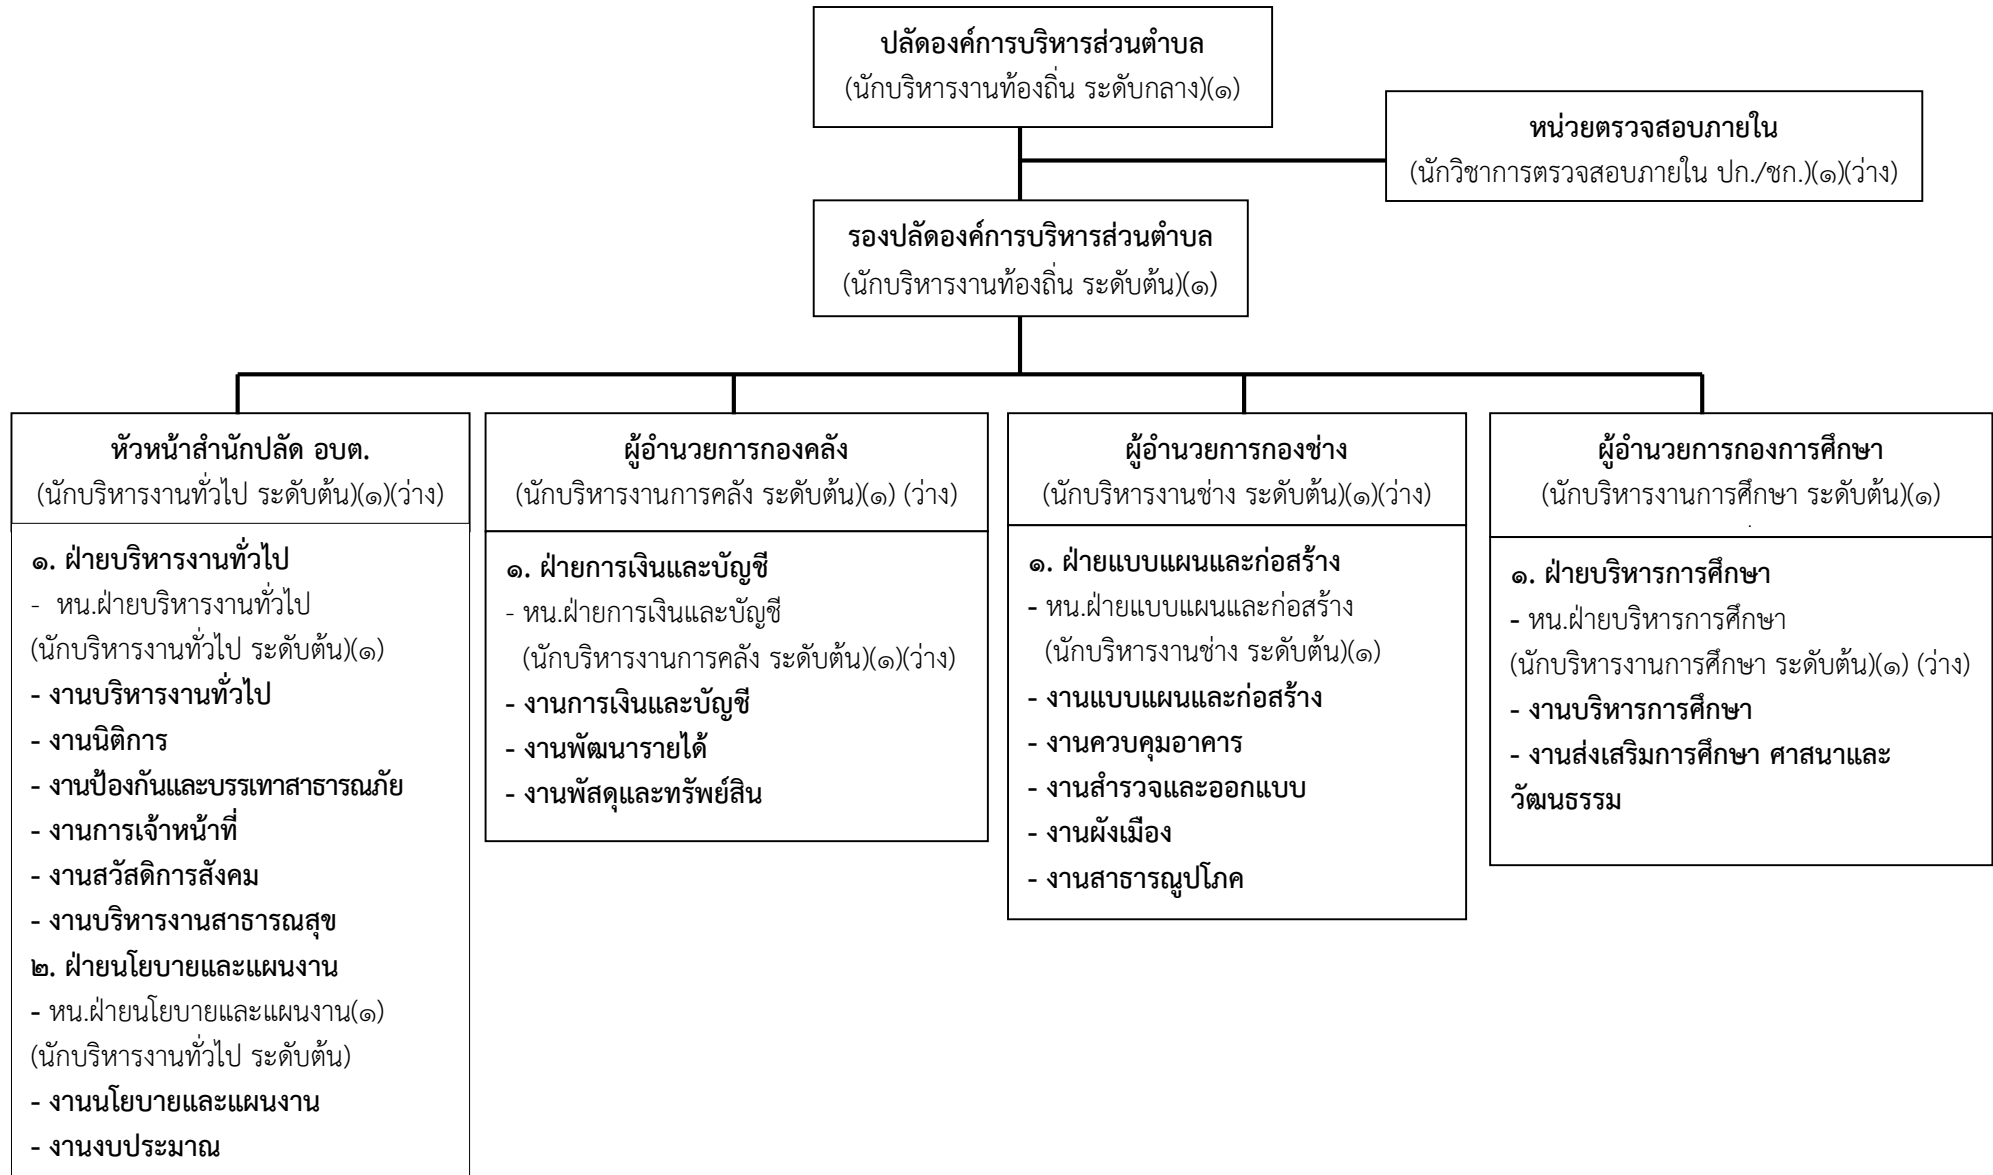 ปลัดองค์การบริหารส่วนตำบล
(นักบริหารงานท้องถิ่น ระดับกลาง)(๑)
หน่วยตรวจสอบภายใน
(นักวิชาการตรวจสอบภายใน ปก./ชก.)(๑)(ว่าง)
รองปลัดองค์การบริหารส่วนตำบล
(นักบริหารงานท้องถิ่น ระดับต้น)(๑)
หัวหน้าสำนักปลัด อบต.
(นักบริหารงานทั่วไป ระดับต้น)(๑)(ว่าง)
๑. ฝ่ายบริหารงานทั่วไป
- หน.ฝ่ายบริหารงานทั่วไป
(นักบริหารงานทั่วไป ระดับต้น)(๑)
- งานบริหารงานทั่วไป
- งานนิติการ
- งานป้องกันและบรรเทาสาธารณภัย
- งานการเจ้าหน้าที่
- งานสวัสดิการสังคม
- งานบริหารงานสาธารณสุข
๒. ฝ่ายนโยบายและแผนงาน
- หน.ฝ่ายนโยบายและแผนงาน(๑)
(นักบริหารงานทั่วไป ระดับต้น)
- งานนโยบายและแผนงาน
- งานงบประมาณ
ผู้อำนวยการกองคลัง
(นักบริหารงานการคลัง ระดับต้น)(๑) (ว่าง)
๑. ฝ่ายการเงินและบัญชี
- หน.ฝ่ายการเงินและบัญชี
(นักบริหารงานการคลัง ระดับต้น)(๑)(ว่าง)
- งานการเงินและบัญชี
- งานพัฒนารายได้
- งานพัสดุและทรัพย์สิน
ผู้อำนวยการกองช่าง
(นักบริหารงานช่าง ระดับต้น)(๑)(ว่าง)
๑. ฝ่ายแบบแผนและก่อสร้าง
- หน.ฝ่ายแบบแผนและก่อสร้าง
(นักบริหารงานช่าง ระดับต้น)(๑)
- งานแบบแผนและก่อสร้าง
- งานควบคุมอาคาร
- งานสำรวจและออกแบบ
- งานผังเมือง
- งานสาธารณูปโภค
ผู้อำนวยการกองการศึกษา
(นักบริหารงานการศึกษา ระดับต้น)(๑)
๑. ฝ่ายบริหารการศึกษา
- หน.ฝ่ายบริหารการศึกษา
(นักบริหารงานการศึกษา ระดับต้น)(๑) (ว่าง)
- งานบริหารการศึกษา
- งานส่งเสริมการศึกษา ศาสนาและ
วัฒนธรรม